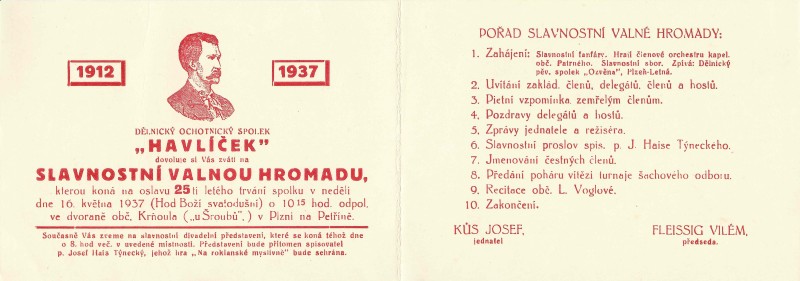 1912
1937
DĚLNICKÝ OCHOTNICKÝ SPOLEK
„HAVLÍČEK”
dovoluje si Vás zváti na
SLAVNOSTNÍ VALNOU HROMADU,
kterou koná na oslavu 25ti letého trvání spolku v neděli
dne 16. května 1937 (Hod Boží svatodušní) o 10 15 hod. odpol.
ve dvoraně obč. Krňoula („u Šroubů”,) v Plzni na Petříně.
Současně Vás zveme na slavnostní divadelní představení, které se koná téhož dne
o 8. hod več. v uvedené místnosti. Představení bude přítomen spisovatel
p. Josef Hais Týnecký, jehož hra „Na roklanské myslivně” bude sehrána.
POŘAD SLAVNOSTNÍ VALNÉ HROMADY:
1. Zahájení: Slavnostní fanfáry. Hrají členové orchestru kapel.
obč. Patrného. Slavnostní sbor. Zpívá: Dělnický
pěv. spolek „Ozvěna”, Plzeň-Letná.
2. Uvítání zaklád. členů, delegátů, členů a hostů.
3. Pietní vzpomínka zemřelým členům.
4. Pozdravy delegátů a hostů.
5. Zprávy jednatele a režiséra.
6. Slavnostní proslov spis. p. J. Haise Týneckého.
7. Jmenování čestných členů.
8. Předání poháru vítězi turnaje šachového odboru.
9. Recitace obč. L. Voglové.
10. Zakončení.
KŮS JOSEF,
jednatel
FLEISSIG VILÉM,
předseda.